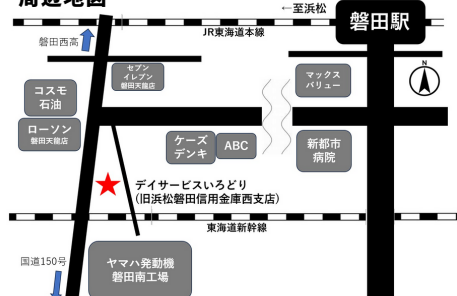 周辺地図
←至浜松
磐田駅
JR東海道本線
磐田西高
N
セブン
イレブン
磐田天龍店
マックス
バリュー
コスモ
石油
ローソン
磐田天龍店
ケーズ
デンキ
ABC
新都市
病院
デイサービスいろどり
(旧浜松磐田信用金庫西支店)
東海道新幹線
国道150号
ヤマハ発動機
磐田南工場